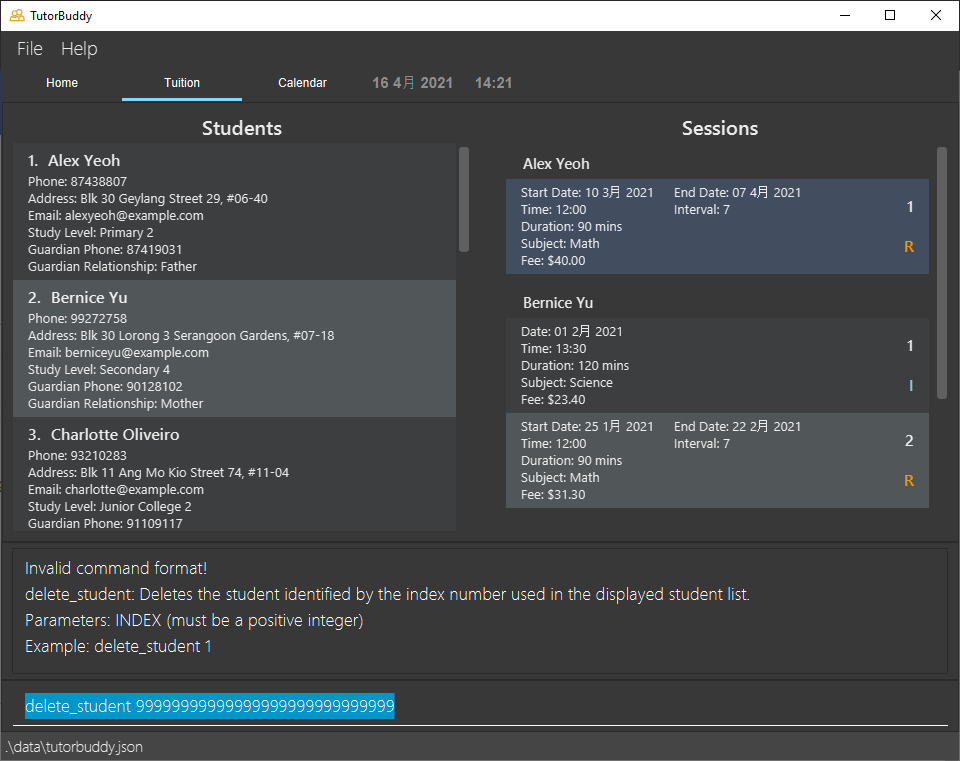 TutorBuddy
File Help
Home Tuition Calendar 16 4月 2021 14:21
Students
1. Alex Yeoh
Phone: 87438807
Address: Blk 30 Geylang Street 29, #06-40
Email: alexyeoh@example.com
Study Level: Primary 2
Guardian Phone: 87419031
Guardian Relationship: Father
2. Bernice Yu
Phone: 99272758
Address: Blk 30 Lorong 3 Serangoon Gardens, #07-18
Email: berniceyu@example.com
Study Level: Secondary 4
Guardian Phone: 90128102
Guardian Relationship: Mother
3. Charlotte Oliveiro
Phone: 93210283
Address: Blk 11 Ang Mo Kio Street 74, #11-04
Email: charlotte@example.com
Study Level: Junior College 2
Guardian Phone: 91109117
Sessions
Alex Yeoh
Start Date: 10 3月 2021 End Date: 07 4月 2021
Time: 12:00 Interval: 7
1
Duration: 90 mins
Subject: Math
R
Fee: $40.00
Bernice Yu
Date: 01 2月 2021
Time: 13:30
1
Duration: 120 mins
Subject: Science
I
Fee: $23.40
Start Date: 25 1月 2021 End Date: 22 2月 2021
Time: 12:00 Interval: 7
2
Duration: 90 mins
Subject: Math
R
Fee: $31.30
Invalid command format!
delete_student: Deletes the student identified by the index number used in the displayed student list.
Parameters: INDEX (must be a positive integer)
Example: delete_student 1
delete_student 99999999999999999999999999999
.\data\tutorbuddy.json